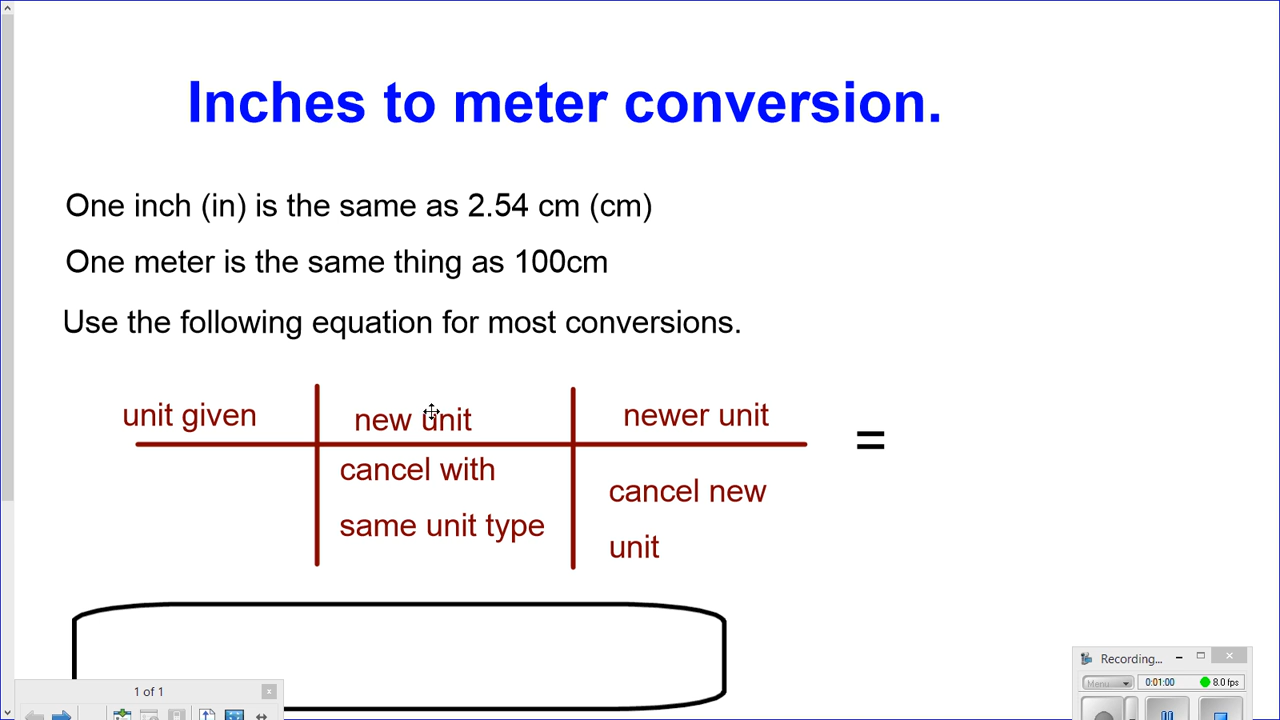 Inches to meter conversion.
One inch (in) is the same as 2.54 cm (cm)
One meter is the same thing as 100cm
Use the following equation for most conversions.
unit given new unit newer unit
=
cancel with
same unit type
cancel new
unit
1 of 1
Recording...
Menu 0:01:00 8.0 fps